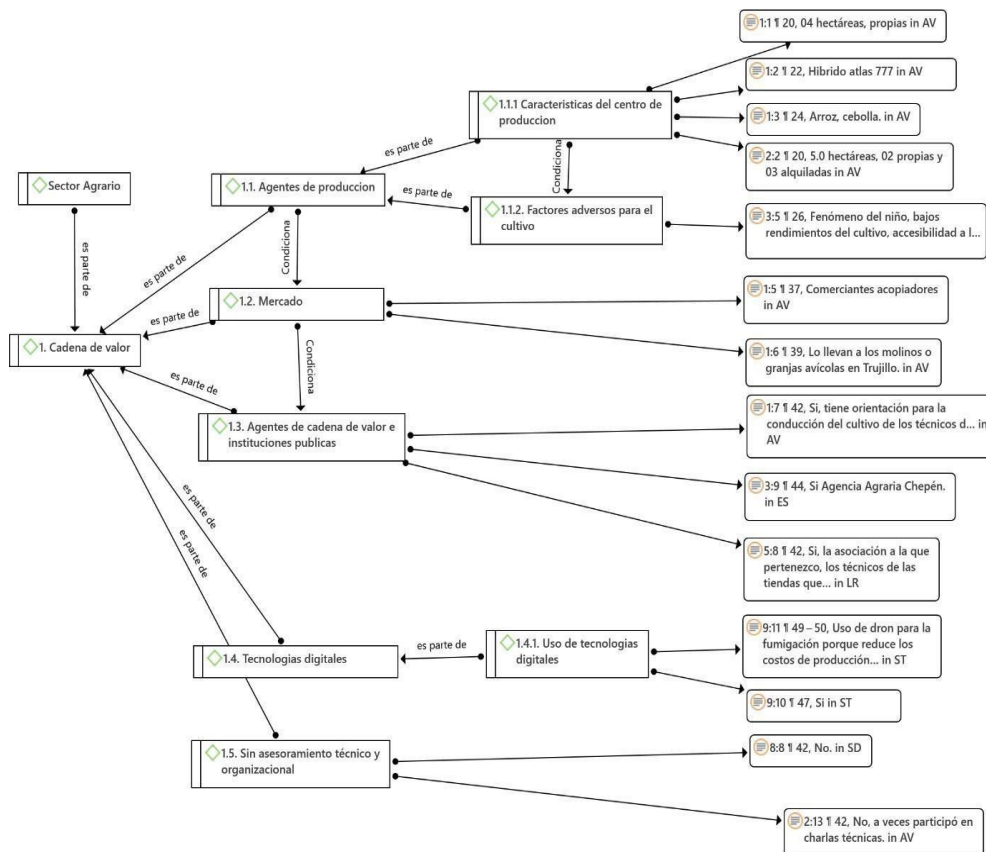 Sector Agrario
es parte de
1. Cadena de valor
es parte de
1.1. Agentes de produccion
es parte de
1.1.1 Caracteristicas del centro de
produccion
Condiciona
es parte de
1.1.2. Factores adversos para el
cultivo
Condiciona
es parte de
1.2. Mercado
Condiciona
es parte de
1.3. Agentes de cadena de valor e
instituciones publicas
es parte de
1.4. Tecnologias digitales
es parte de
1.4.1. Uso de tecnologias
digitales
es parte de
1.5. Sin asesoramiento técnico y
organizacional
1:1 ¶ 20, 04 hectáreas, propias in AV
1:2 ¶ 22, Hibrido atlas 777 in AV
1:3 ¶ 24, Arroz, cebolla. in AV
2:2 ¶ 20, 5.0 hectáreas, 02 propias y
03 alquiladas in AV
3:5 ¶ 26, Fenómeno del niño, bajos
rendimientos del cultivo, accesibilidad a l...
1:5 ¶ 37, Comerciantes acopiadores
in AV
1:6 ¶ 39, Lo llevan a los molinos o
granjas avícolas en Trujillo. in AV
1:7 ¶ 42, Si, tiene orientación para la
conducción del cultivo de los técnicos d... in
AV
3:9 ¶ 44, Si Agencia Agraria Chepén.
in ES
5:8 ¶ 42, Si, la asociación a la que
pertenezco, los técnicos de las
tiendas que... in LR
9:11 ¶ 49 – 50, Uso de dron para la
fumigación porque reduce los
costos de producción... in ST
9:10 ¶ 47, Si in ST
8:8 ¶ 42, No. in SD
2:13 ¶ 42, No, a veces participó en
charlas técnicas. in AV